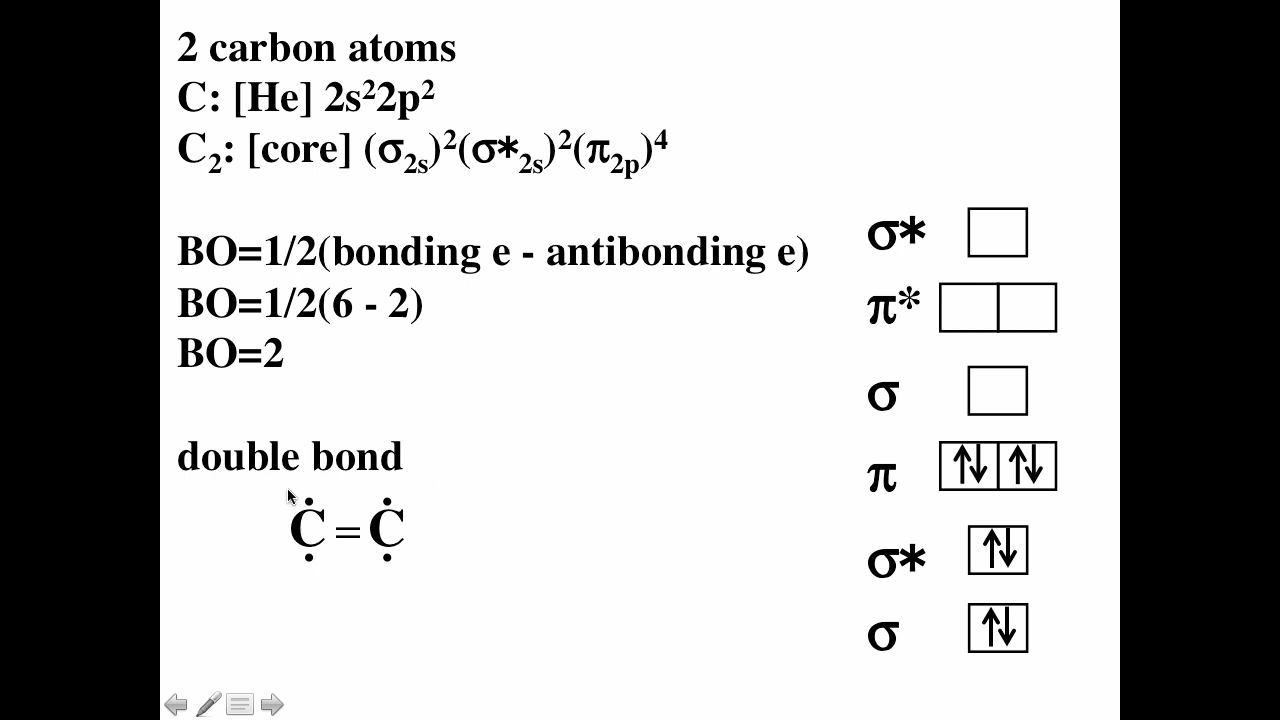 2 carbon atoms
C: [He] 2s²2p²
C₂: [core] (σ₂ₛ)²(σ*₂ₛ)²(π₂ₚ)⁴
BO=1/2(bonding e - antibonding e)
BO=1/2(6 - 2)
BO=2
double bond
Ċ̣ = Ċ̣
σ*
π*
σ
π ↑↓ ↑↓
σ* ↑↓
σ ↑↓